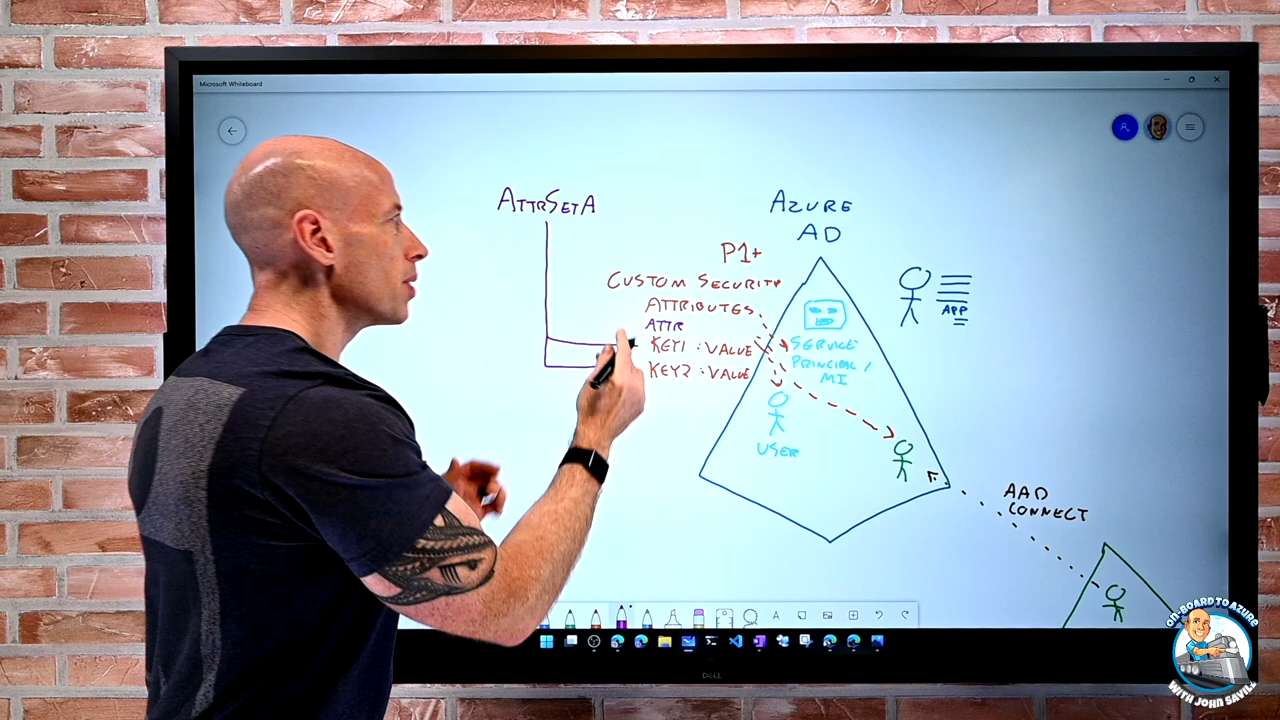 Microsoft Whiteboard
ATTRSETA
AZURE
AD
P1+
CUSTOM SECURITY
ATTRIBUTES
ATTR
KEY1 : VALUE
KEY2 : VALUE
SERVICE
PRINCIPAL /
MI
USER
APP
AAD
CONNECT
A
DELL
ON-BOARD TO AZURE
WITH JOHN SAVILL